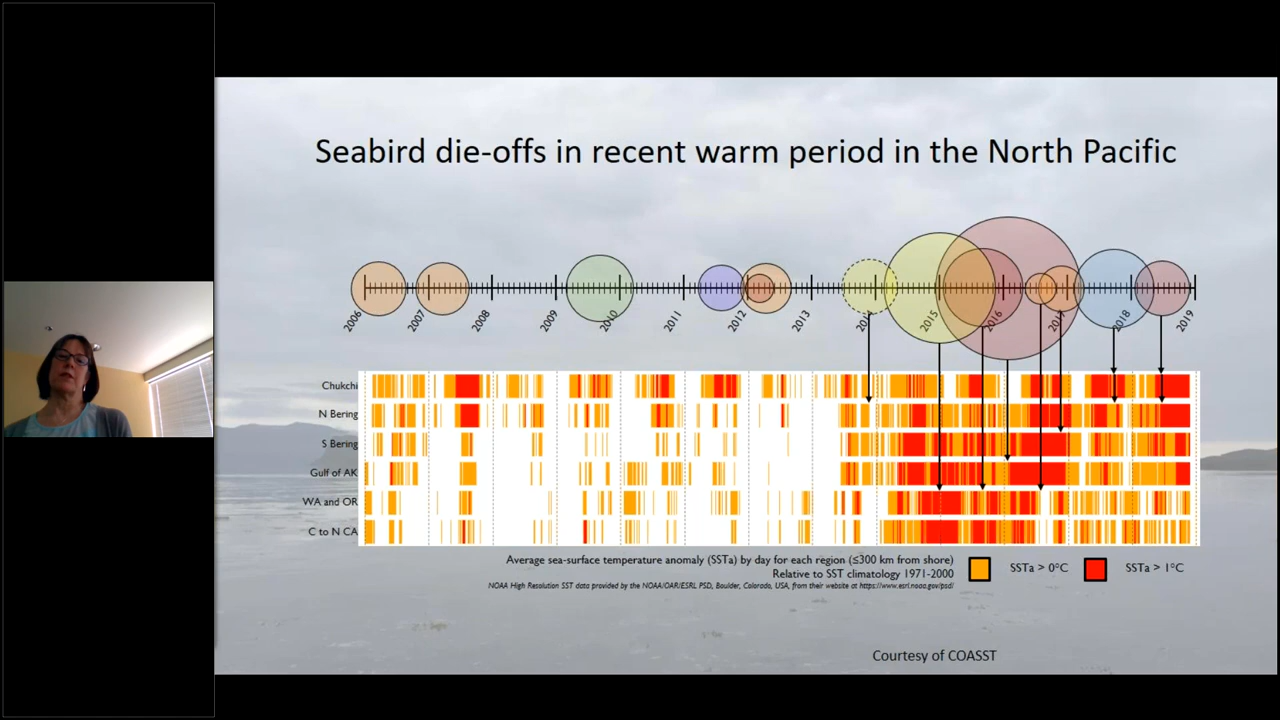 Seabird die-offs in recent warm period in the North Pacific
2006
2007
2008
2009
2010
2011
2012
2013
2015
2016
2018
2019
Chukchi
N Bering
S Bering
Gulf of AK
WA and OR
C to N CA
Average sea-surface temperature anomaly (SSTa) by day for each region (≤300 km from shore)
Relative to SST climatology 1971-2000
SSTa > 0°C
SSTa > 1°C
NOAA High Resolution SST data provided by the NOAA/OAR/ESRL PSD, Boulder, Colorado, USA, from their website at https://www.esrl.noaa.gov/psd/
Courtesy of COASST